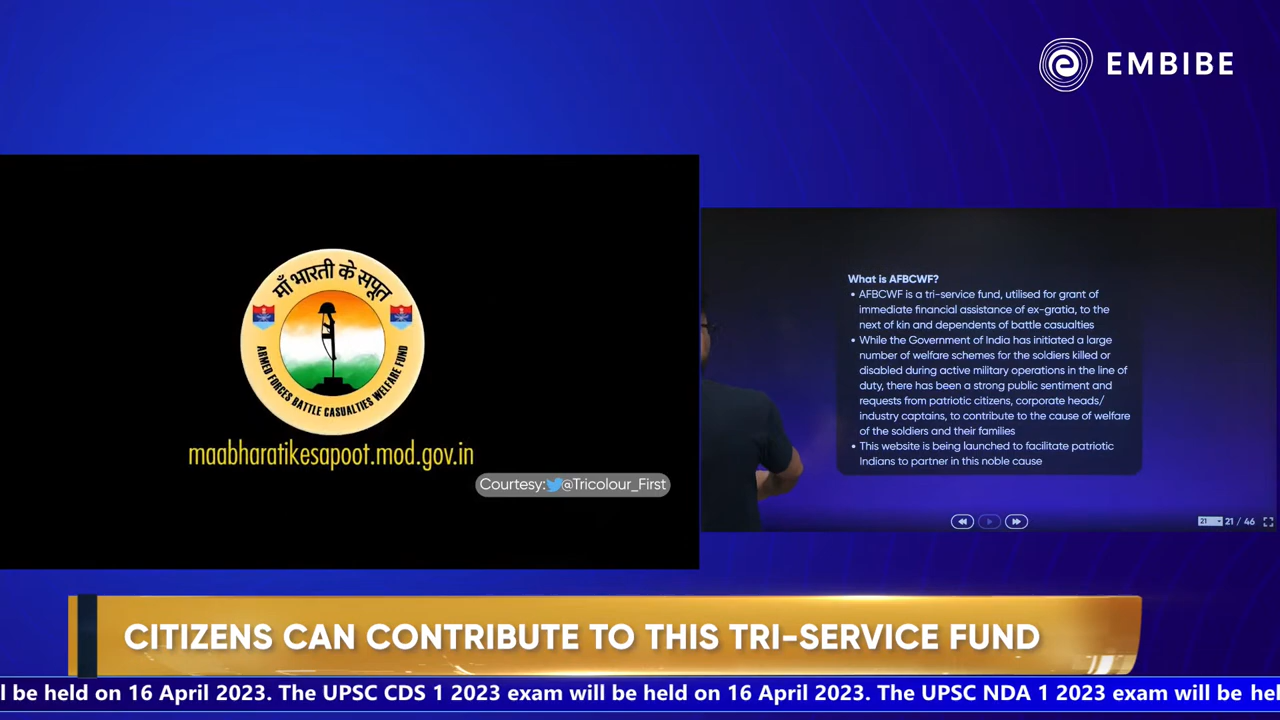 EMBIBE
माँ भारती के सपूत
ARMED FORCES BATTLE CASUALTIES WELFARE FUND
maabharatikesapoot.mod.gov.in
Courtesy: @Tricolour_First
What is AFBCWF?
• AFBCWF is a tri-service fund, utilised for grant of
immediate financial assistance of ex-gratia, to the
next of kin and dependents of battle casualties
• While the Government of India has initiated a large
number of welfare schemes for the soldiers killed or
disabled during active military operations in the line of
duty, there has been a strong public sentiment and
requests from patriotic citizens, corporate heads/
industry captains, to contribute to the cause of welfare
of the soldiers and their families
• This website is being launched to facilitate patriotic
Indians to partner in this noble cause
21 21 / 46
CITIZENS CAN CONTRIBUTE TO THIS TRI-SERVICE FUND
l be held on 16 April 2023. The UPSC CDS 1 2023 exam will be held on 16 April 2023. The UPSC NDA 1 2023 exam will be hel